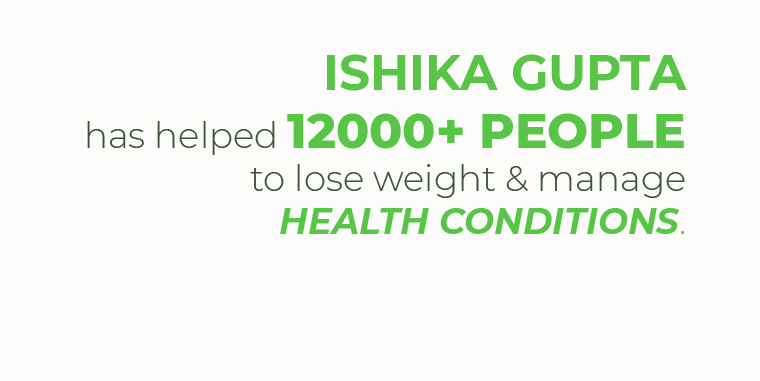 ISHIKA GUPTA
has helped 12000+ PEOPLE
to lose weight & manage
HEALTH CONDITIONS.